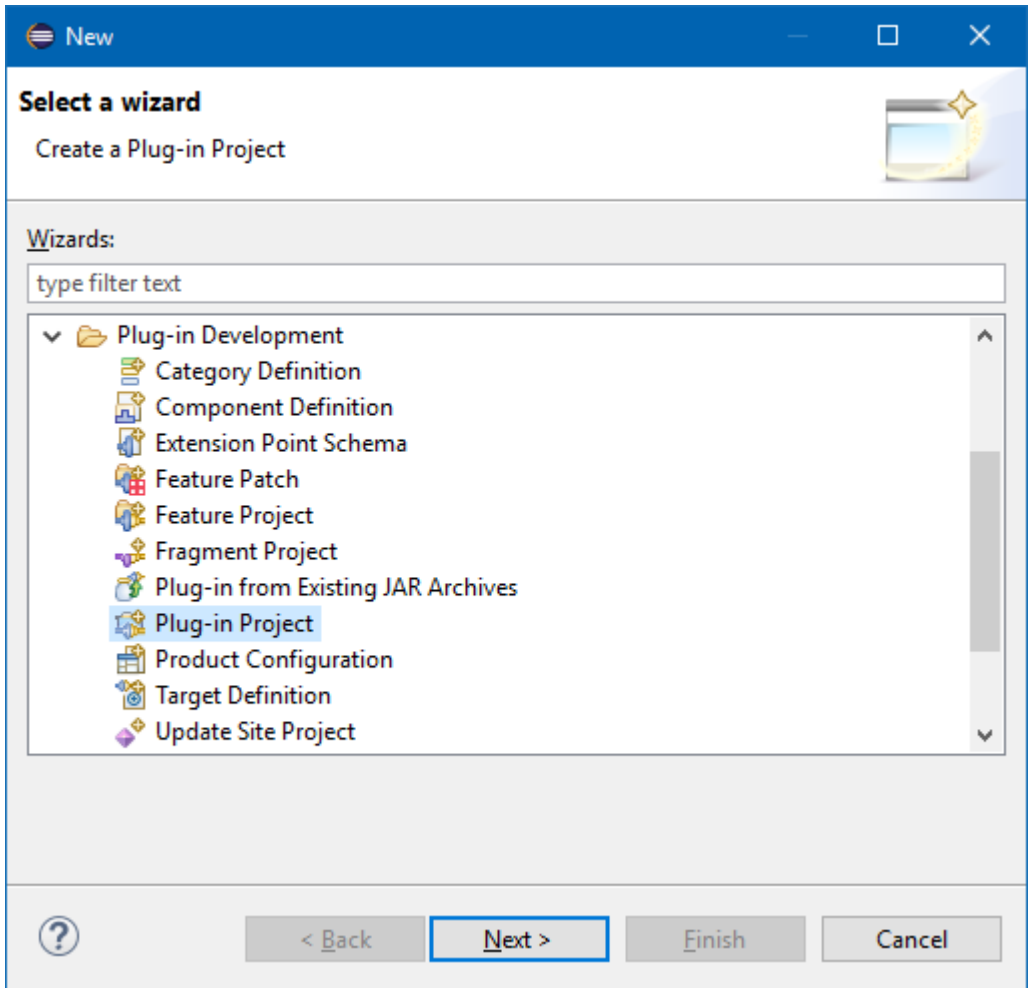 New
Select a wizard
Create a Plug-in Project
Wizards:
type filter text
Plug-in Development
Category Definition
Component Definition
Extension Point Schema
Feature Patch
Feature Project
Fragment Project
Plug-in from Existing JAR Archives
Plug-in Project
Product Configuration
Target Definition
Update Site Project
? < Back Next > Finish Cancel